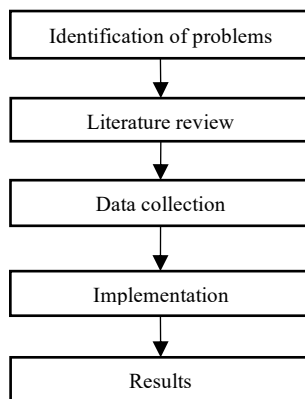 Identification of problems
Literature review
Data collection
Implementation
Results